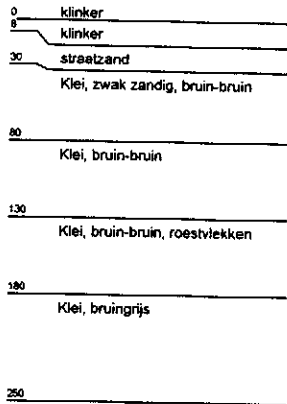 0 klinker
8 klinker
30 straatzand
Klei, zwak zandig, bruin-bruin
80
Klei, bruin-bruin
130
Klei, bruin-bruin, roestvlekken
180
Klei, bruingrijs
250